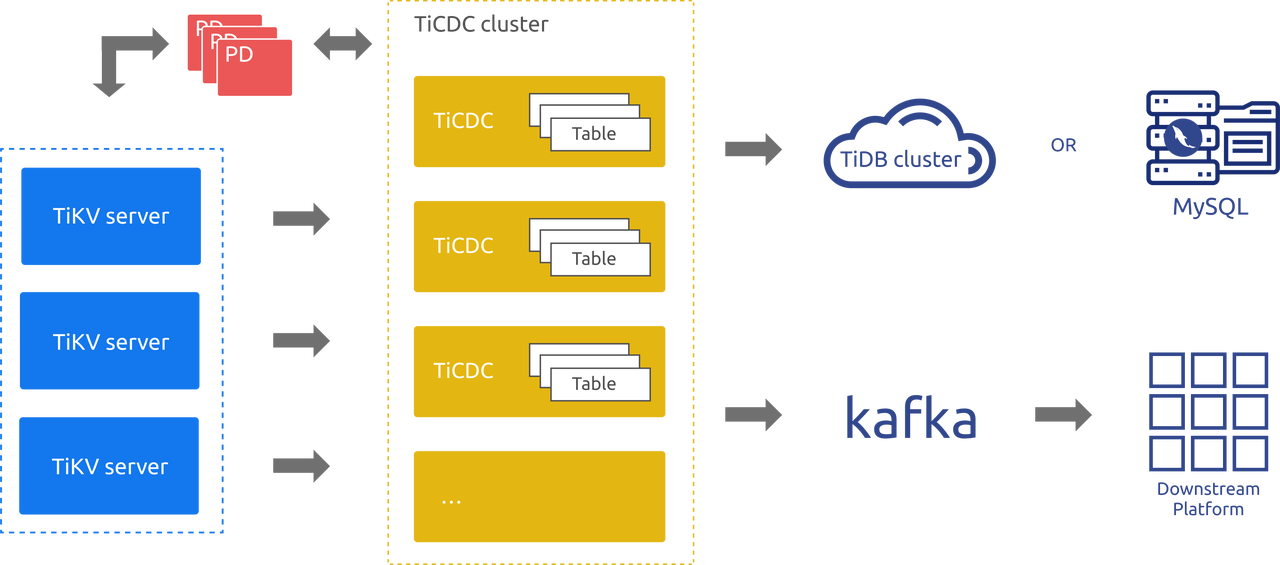 PD
PD
PD
TiCDC cluster
TiKV server
TiKV server
TiKV server
TiCDC
Table
TiCDC
Table
TiCDC
Table
...
TiDB cluster
OR
MySQL
kafka
Downstream
Platform